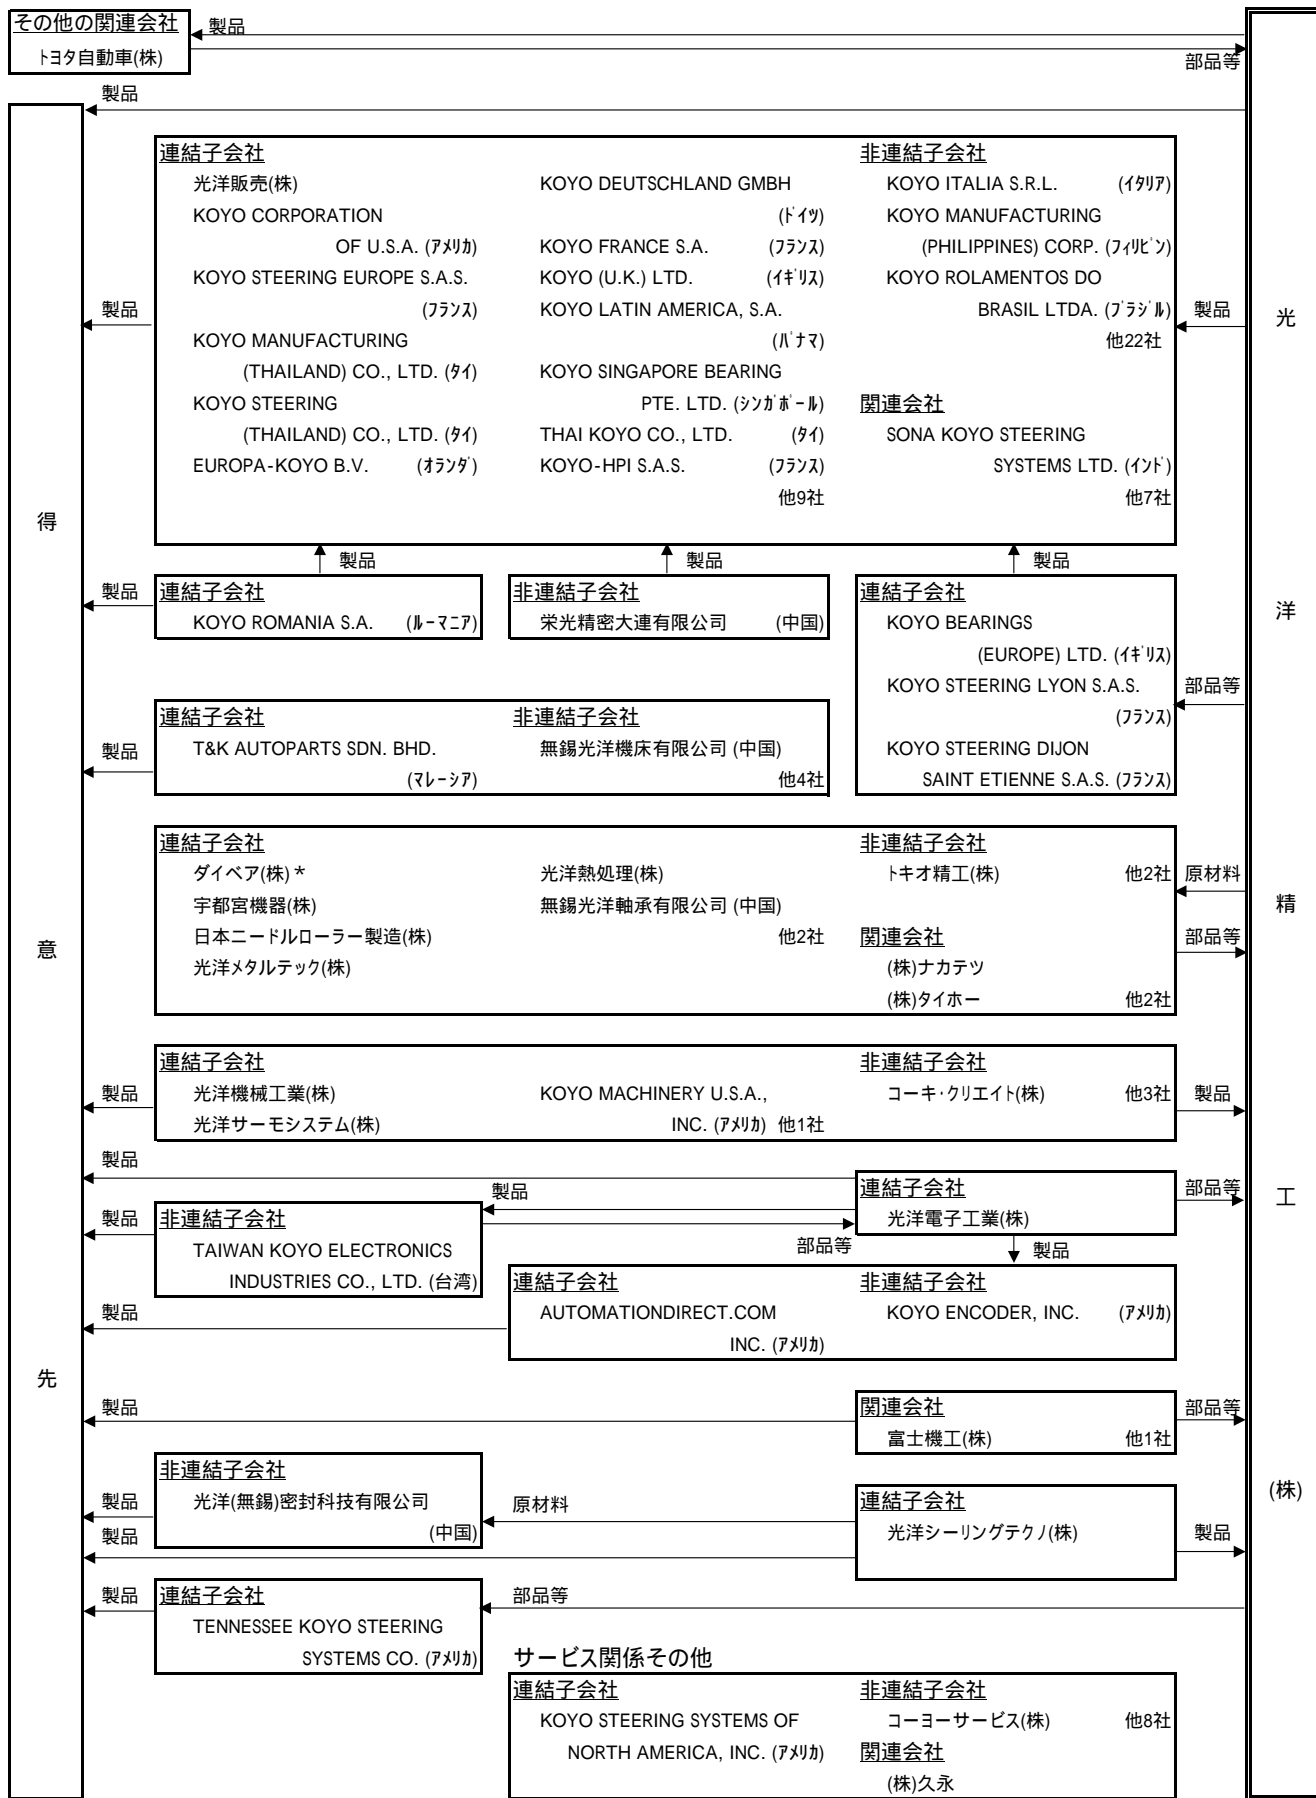 その他の関連会社
トヨタ自動車(株)
製品
部品等
製品
連結子会社
光洋販売(株)
KOYO CORPORATION
OF U.S.A. (アメリカ)
KOYO STEERING EUROPE S.A.S.
(フランス)
KOYO MANUFACTURING
(THAILAND) CO., LTD. (タイ)
KOYO STEERING
(THAILAND) CO., LTD. (タイ)
EUROPA-KOYO B.V. (オランダ)
KOYO DEUTSCHLAND GMBH
(ドイツ)
KOYO FRANCE S.A. (フランス)
KOYO (U.K.) LTD. (イギリス)
KOYO LATIN AMERICA, S.A.
(パナマ)
KOYO SINGAPORE BEARING
PTE. LTD. (シンガポール)
THAI KOYO CO., LTD. (タイ)
KOYO-HPI S.A.S. (フランス)
他9社
非連結子会社
KOYO ITALIA S.R.L. (イタリア)
KOYO MANUFACTURING
(PHILIPPINES) CORP. (フィリピン)
KOYO ROLAMENTOS DO
BRASIL LTDA. (ブラジル)
他22社
関連会社
SONA KOYO STEERING
SYSTEMS LTD. (インド)
他7社
製品
製品
製品
製品
製品
製品
連結子会社
KOYO ROMANIA S.A. (ルーマニア)
非連結子会社
栄光精密大連有限公司 (中国)
連結子会社
KOYO BEARINGS
(EUROPE) LTD. (イギリス)
KOYO STEERING LYON S.A.S.
(フランス)
KOYO STEERING DIJON
SAINT ETIENNE S.A.S. (フランス)
部品等
製品
連結子会社
T&K AUTOPARTS SDN. BHD.
(マレーシア)
非連結子会社
無錫光洋機床有限公司 (中国)
他4社
連結子会社
ダイベア(株)*
宇都宮機器(株)
日本ニードルローラー製造(株)
光洋メタルテック(株)
光洋熱処理(株)
無錫光洋軸承有限公司 (中国)
他2社
非連結子会社
トキオ精工(株) 他2社
関連会社
(株)ナカテツ
(株)タイホー 他2社
原材料
部品等
製品
連結子会社
光洋機械工業(株)
光洋サーモシステム(株)
KOYO MACHINERY U.S.A.,
INC. (アメリカ) 他1社
非連結子会社
コーキ・クリエイト(株) 他3社
製品
製品
製品
連結子会社
光洋電子工業(株)
部品等
製品
非連結子会社
TAIWAN KOYO ELECTRONICS
INDUSTRIES CO., LTD. (台湾)
部品等
製品
連結子会社
AUTOMATIONDIRECT.COM
INC. (アメリカ)
非連結子会社
KOYO ENCODER, INC. (アメリカ)
製品
製品
関連会社
富士機工(株) 他1社
部品等
製品
非連結子会社
光洋(無錫)密封科技有限公司
(中国)
原材料
連結子会社
光洋シーリングテクノ(株)
製品
製品
製品
連結子会社
TENNESSEE KOYO STEERING
SYSTEMS CO. (アメリカ)
部品等
サービス関係その他
連結子会社
KOYO STEERING SYSTEMS OF
NORTH AMERICA, INC. (アメリカ)
非連結子会社
コーヨーサービス(株) 他8社
関連会社
(株)久永
得
意
先
光
洋
精
工
(株)